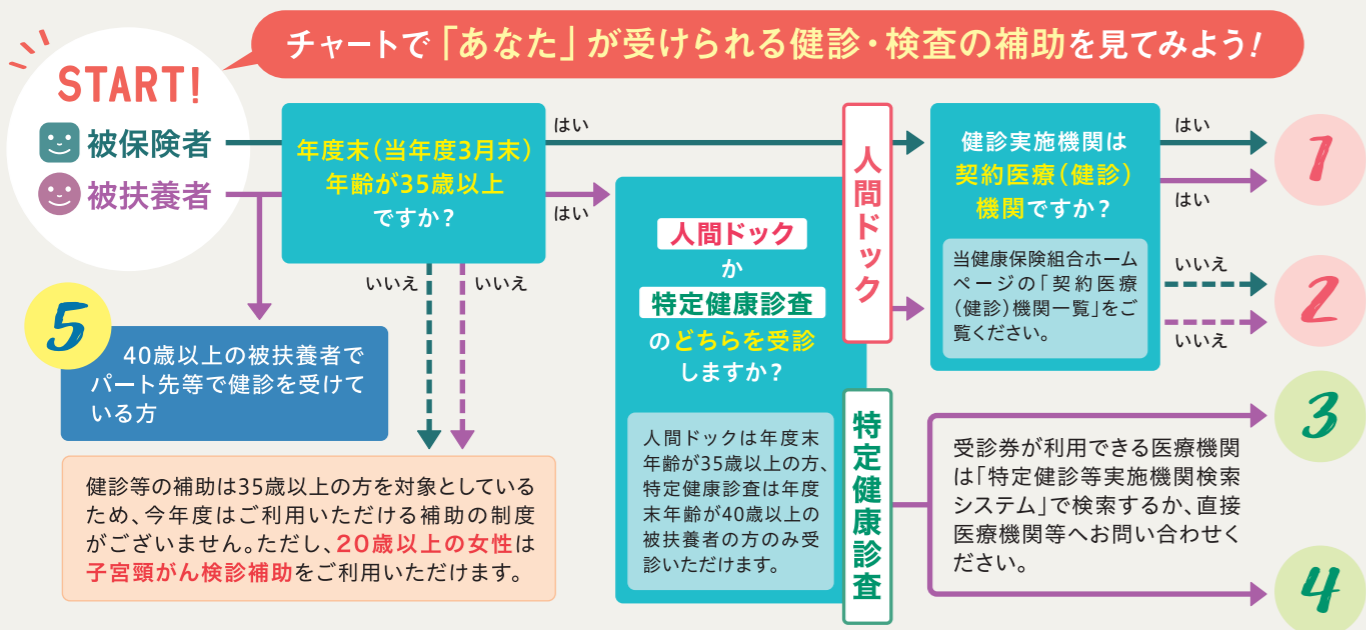 チャートで「あなた」が受けられる健診・検査の補助を見てみよう!
START!
被保険者
被扶養者
年度末(当年度3月末)
年齢が35歳以上
ですか?
はい
はい
いいえ
いいえ
5
40歳以上の被扶養者で
パート先等で健診を受けて
いる方
健診等の補助は35歳以上の方を対象としている
ため、今年度はご利用いただける補助の制度
がございません。ただし、20歳以上の女性は
子宮頸がん検診補助をご利用いただけます。
人間ドック
か
特定健康診査
のどちらを受診
しますか?
人間ドックは年度末
年齢が35歳以上の方、
特定健康診査は年度
末年齢が40歳以上の
被扶養者の方のみ受
診いただけます。
人間ドック
特定健康診査
健診実施機関は
契約医療(健診)
機関ですか?
当健康保険組合ホーム
ページの「契約医療
(健診)機関一覧」をご
覧ください。
はい
はい
いいえ
いいえ
1
2
受診券が利用できる医療機関
は「特定健診等実施機関検索
システム」で検索するか、直接
医療機関等へお問い合わせく
ださい。
3
4